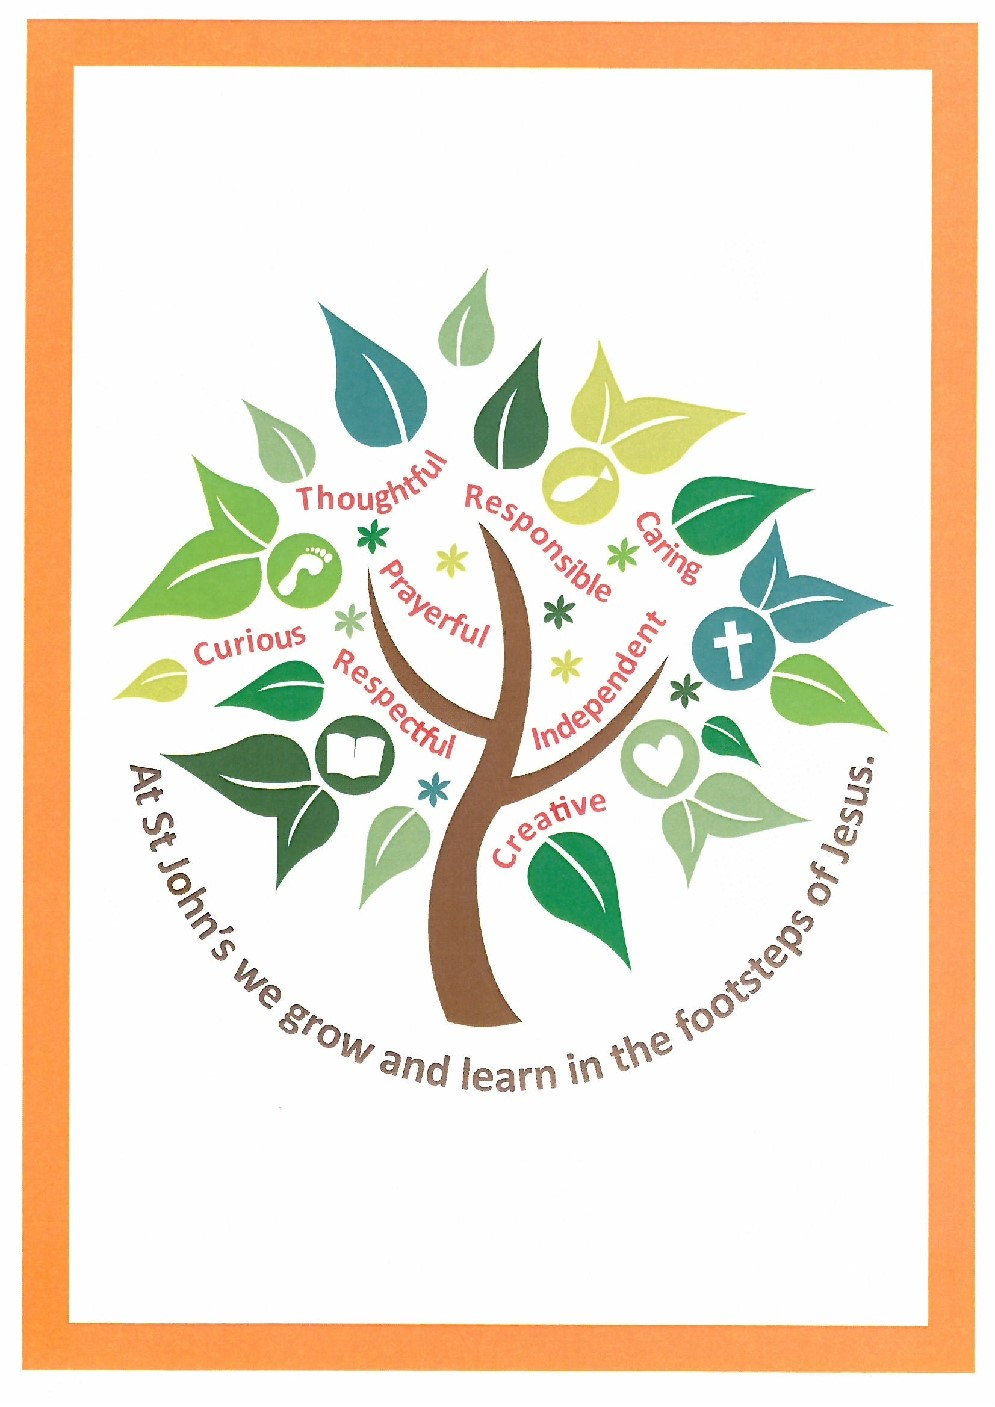 Thoughtful
Responsible
Caring
Prayerful
Curious
Respectful
Independent
Creative
At St John's we grow and learn in the footsteps of Jesus.